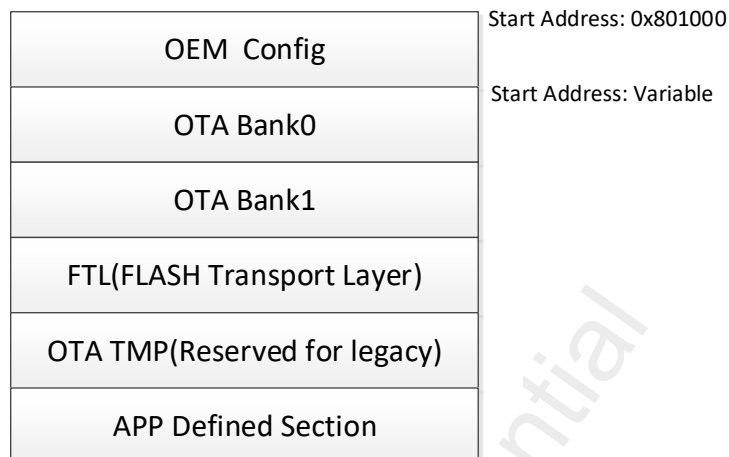 Start Address: 0x801000
OEM Config
Start Address: Variable
OTA Bank0
OTA Bank1
FTL(FLASH Transport Layer)
OTA TMP(Reserved for legacy)
APP Defined Section
ntial